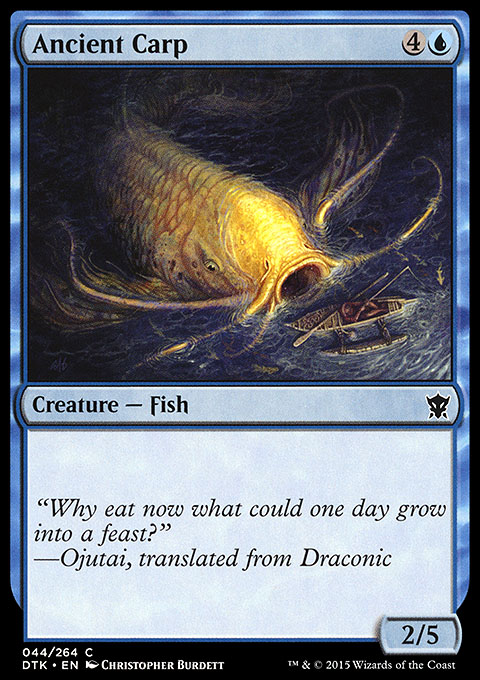 Ancient Carp 4
Creature — Fish
“Why eat now what could one day grow
into a feast?”
—Ojutai, translated from Draconic
2/5
044/264 C
DTK • EN Christopher Burdett ™ & © 2015 Wizards of the Coast